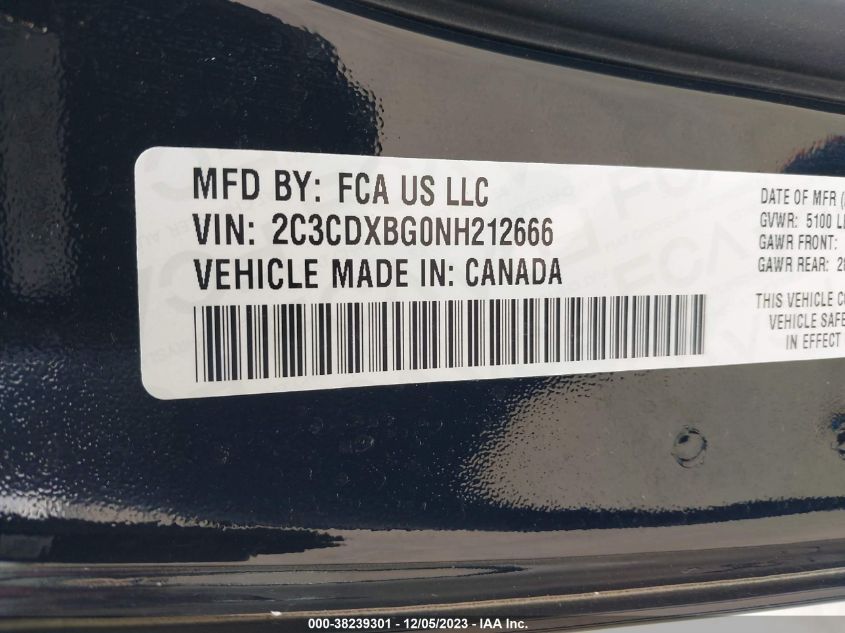 MFD BY: FCA US LLC
VIN: 2C3CDXBG0NH212666
VEHICLE MADE IN: CANADA
DATE OF MFR
GVWR: 5100
GAWR FRONT:
GAWR REAR:
THIS VEHICLE
VEHICLE
IN EFFECT
000-38239301 - 12/05/2023 - IAA Inc.